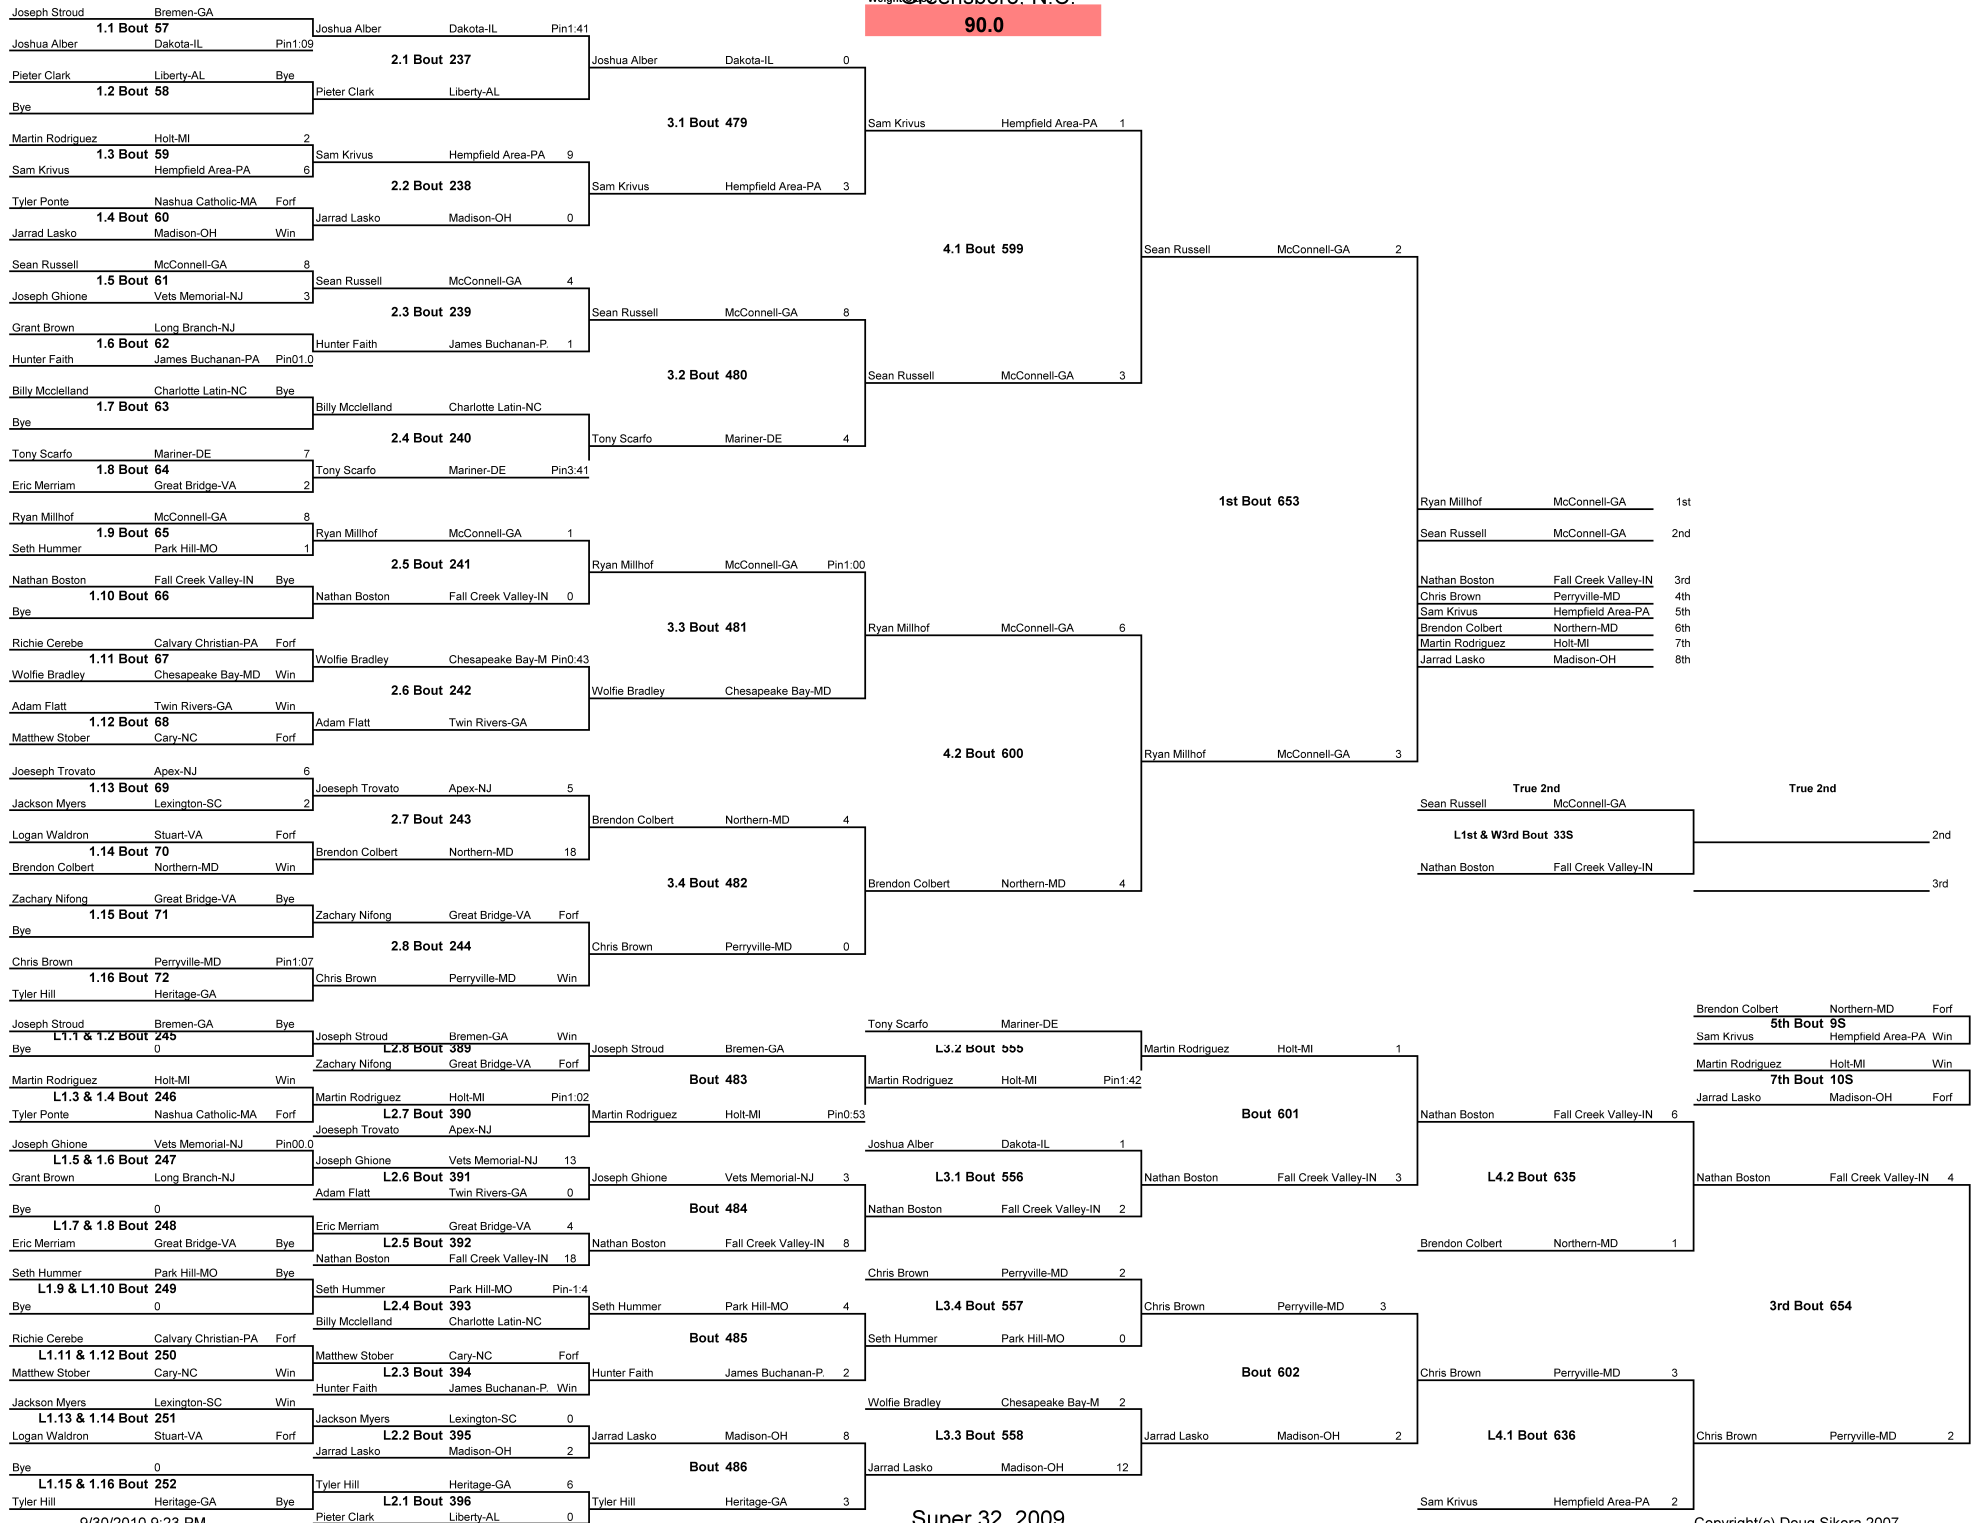 Greensboro, N.C.
90.0
Joseph Stroud Bremen-GA
1.1 Bout 57
Joshua Alber Dakota-IL Pin1:09
Pieter Clark Liberty-AL Bye
1.2 Bout 58
Bye
Martin Rodriguez Holt-MI 2
1.3 Bout 59
Sam Krivus Hempfield Area-PA 6
Tyler Ponte Nashua Catholic-MA Forf
1.4 Bout 60
Jarrad Lasko Madison-OH Win
Sean Russell McConnell-GA 8
1.5 Bout 61
Joseph Ghione Vets Memorial-NJ 3
Grant Brown Long Branch-NJ
1.6 Bout 62
Hunter Faith James Buchanan-PA Pin01.0
Billy Mcclelland Charlotte Latin-NC Bye
1.7 Bout 63
Bye
Tony Scarfo Mariner-DE 7
1.8 Bout 64
Eric Merriam Great Bridge-VA 2
Ryan Millhof McConnell-GA 8
1.9 Bout 65
Seth Hummer Park Hill-MO 1
Nathan Boston Fall Creek Valley-IN Bye
1.10 Bout 66
Bye
Richie Cerebe Calvary Christian-PA Forf
1.11 Bout 67
Wolfie Bradley Chesapeake Bay-MD Win
Adam Flatt Twin Rivers-GA Win
1.12 Bout 68
Matthew Stober Cary-NC Forf
Joeseph Trovato Apex-NJ 6
1.13 Bout 69
Jackson Myers Lexington-SC 2
Logan Waldron Stuart-VA Forf
1.14 Bout 70
Brendon Colbert Northern-MD Win
Zachary Nifong Great Bridge-VA Bye
1.15 Bout 71
Bye
Chris Brown Perryville-MD Pin1:07
1.16 Bout 72
Tyler Hill Heritage-GA
Joshua Alber Dakota-IL Pin1:41
2.1 Bout 237
Pieter Clark Liberty-AL
Sam Krivus Hempfield Area-PA 9
2.2 Bout 238
Jarrad Lasko Madison-OH 0
Sean Russell McConnell-GA 4
2.3 Bout 239
Hunter Faith James Buchanan-P. 1
Billy Mcclelland Charlotte Latin-NC
2.4 Bout 240
Tony Scarfo Mariner-DE Pin3:41
Ryan Millhof McConnell-GA 1
2.5 Bout 241
Nathan Boston Fall Creek Valley-IN 0
Wolfie Bradley Chesapeake Bay-M Pin0:43
2.6 Bout 242
Adam Flatt Twin Rivers-GA
Joeseph Trovato Apex-NJ 5
2.7 Bout 243
Brendon Colbert Northern-MD 18
Zachary Nifong Great Bridge-VA Forf
2.8 Bout 244
Chris Brown Perryville-MD Win
Joshua Alber Dakota-IL 0
3.1 Bout 479
Sam Krivus Hempfield Area-PA 3
Sean Russell McConnell-GA 8
3.2 Bout 480
Tony Scarfo Mariner-DE 4
Ryan Millhof McConnell-GA Pin1:00
3.3 Bout 481
Wolfie Bradley Chesapeake Bay-MD
Brendon Colbert Northern-MD 4
3.4 Bout 482
Chris Brown Perryville-MD 0
Sam Krivus Hempfield Area-PA 1
4.1 Bout 599
Sean Russell McConnell-GA 3
Ryan Millhof McConnell-GA 6
4.2 Bout 600
Brendon Colbert Northern-MD 4
Sean Russell McConnell-GA 2
1st Bout 653
Ryan Millhof McConnell-GA 3
Ryan Millhof McConnell-GA 1st
Sean Russell McConnell-GA 2nd
Nathan Boston Fall Creek Valley-IN 3rd
Chris Brown Perryville-MD 4th
Sam Krivus Hempfield Area-PA 5th
Brendon Colbert Northern-MD 6th
Martin Rodriguez Holt-MI 7th
Jarrad Lasko Madison-OH 8th
True 2nd True 2nd
Sean Russell McConnell-GA
L1st & W3rd Bout 33S 2nd
Nathan Boston Fall Creek Valley-IN
3rd
Joseph Stroud Bremen-GA Bye
L1.1 & 1.2 Bout 245
Bye 0
Martin Rodriguez Holt-MI Win
L1.3 & 1.4 Bout 246
Tyler Ponte Nashua Catholic-MA Forf
Joseph Ghione Vets Memorial-NJ Pin00.0
L1.5 & 1.6 Bout 247
Grant Brown Long Branch-NJ
Bye 0
L1.7 & 1.8 Bout 248
Eric Merriam Great Bridge-VA Bye
Seth Hummer Park Hill-MO Bye
L1.9 & L1.10 Bout 249
Bye 0
Richie Cerebe Calvary Christian-PA Forf
L1.11 & 1.12 Bout 250
Matthew Stober Cary-NC Win
Jackson Myers Lexington-SC Win
L1.13 & 1.14 Bout 251
Logan Waldron Stuart-VA Forf
Bye 0
L1.15 & 1.16 Bout 252
Tyler Hill Heritage-GA Bye
Joseph Stroud Bremen-GA Win
L2.8 Bout 389
Zachary Nifong Great Bridge-VA Forf
Martin Rodriguez Holt-MI Pin1:02
L2.7 Bout 390
Joeseph Trovato Apex-NJ
Joseph Ghione Vets Memorial-NJ 13
L2.6 Bout 391
Adam Flatt Twin Rivers-GA 0
Eric Merriam Great Bridge-VA 4
L2.5 Bout 392
Nathan Boston Fall Creek Valley-IN 18
Seth Hummer Park Hill-MO Pin-1:4
L2.4 Bout 393
Billy Mcclelland Charlotte Latin-NC
Matthew Stober Cary-NC Forf
L2.3 Bout 394
Hunter Faith James Buchanan-P. Win
Jackson Myers Lexington-SC 0
L2.2 Bout 395
Jarrad Lasko Madison-OH 2
Tyler Hill Heritage-GA 6
L2.1 Bout 396
Pieter Clark Liberty-AL 0
Joseph Stroud Bremen-GA
Bout 483
Martin Rodriguez Holt-MI Pin0:53
Joseph Ghione Vets Memorial-NJ 3
Bout 484
Nathan Boston Fall Creek Valley-IN 8
Seth Hummer Park Hill-MO 4
Bout 485
Hunter Faith James Buchanan-P. 2
Jarrad Lasko Madison-OH 8
Bout 486
Tyler Hill Heritage-GA 3
Tony Scarfo Mariner-DE
L3.2 Bout 555
Martin Rodriguez Holt-MI Pin1:42
Joshua Alber Dakota-IL 1
L3.1 Bout 556
Nathan Boston Fall Creek Valley-IN 2
Chris Brown Perryville-MD 2
L3.4 Bout 557
Seth Hummer Park Hill-MO 0
Wolfie Bradley Chesapeake Bay-M 2
L3.3 Bout 558
Jarrad Lasko Madison-OH 12
Martin Rodriguez Holt-MI 1
Bout 601
Nathan Boston Fall Creek Valley-IN 3
Chris Brown Perryville-MD 3
Bout 602
Jarrad Lasko Madison-OH 2
Nathan Boston Fall Creek Valley-IN 6
L4.2 Bout 635
Brendon Colbert Northern-MD 1
Chris Brown Perryville-MD 3
L4.1 Bout 636
Sam Krivus Hempfield Area-PA 2
Brendon Colbert Northern-MD Forf
5th Bout 9S
Sam Krivus Hempfield Area-PA Win
Martin Rodriguez Holt-MI Win
7th Bout 10S
Jarrad Lasko Madison-OH Forf
Nathan Boston Fall Creek Valley-IN 4
3rd Bout 654
Chris Brown Perryville-MD 2
9/30/2010 9:23 PM Super 32, 2009 Copyright(c) Doug Sikora 2007